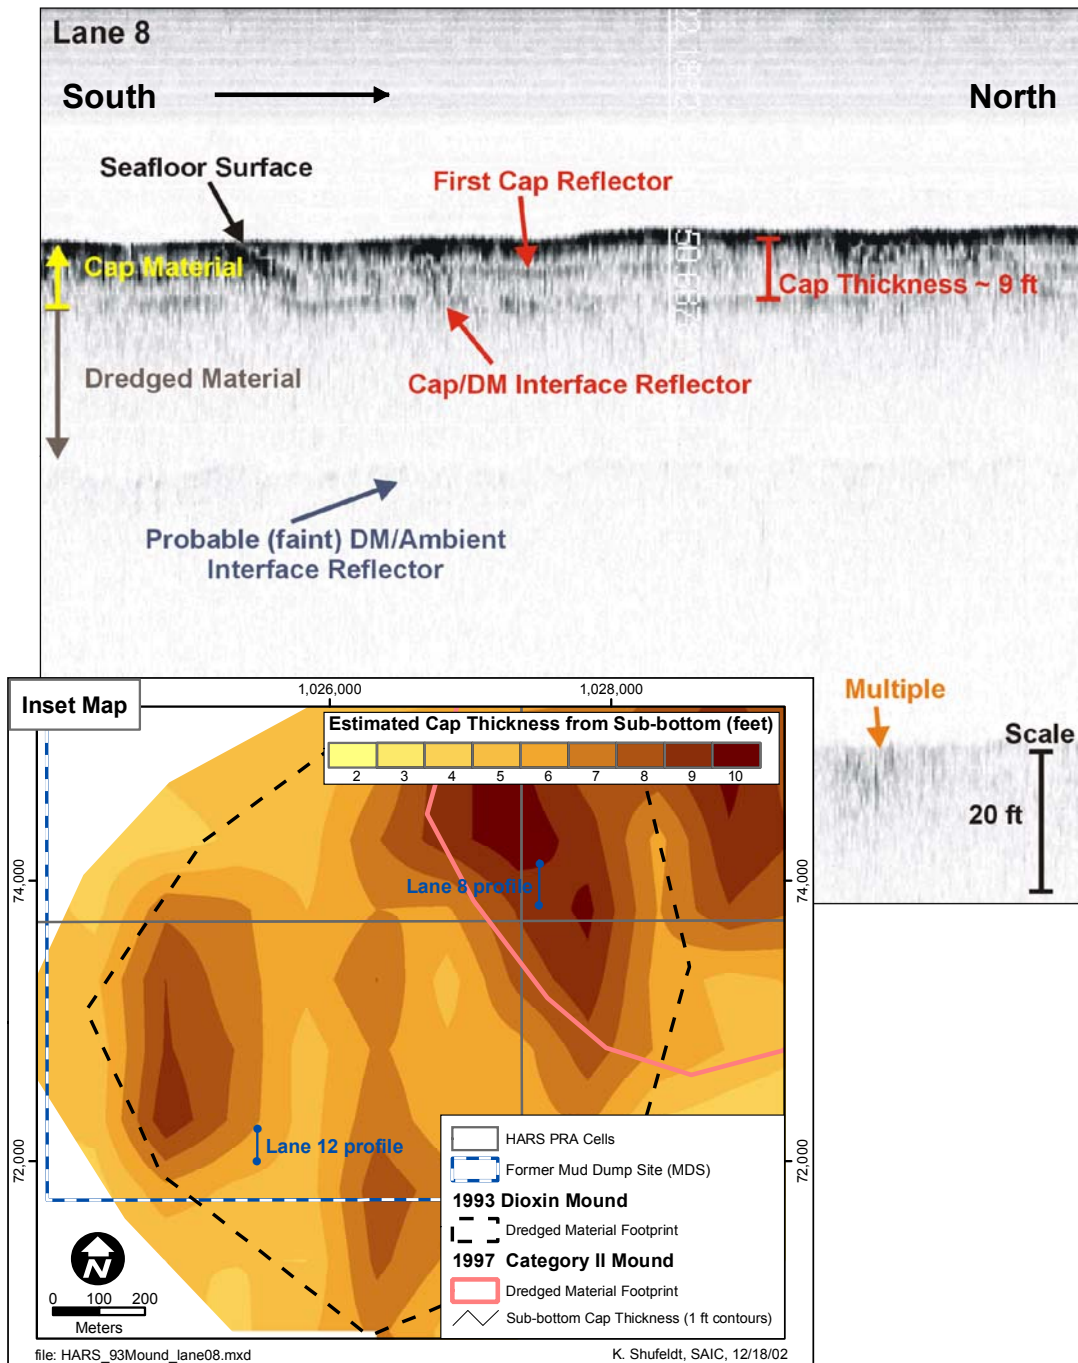 Lane 8
South
North
Seafloor Surface
First Cap Reflector
Cap Material
Cap Thickness ~ 9 ft
Dredged Material
Cap/DM Interface Reflector
Probable (faint) DM/Ambient
Interface Reflector
Multiple
Scale
20 ft
Inset Map
1,026,000
1,028,000
Estimated Cap Thickness from Sub-bottom (feet)
2 3 4 5 6 7 8 9 10
74,000
74,000
Lane 8 profile
Lane 12 profile
72,000
72,000
HARS PRA Cells
Former Mud Dump Site (MDS)
1993 Dioxin Mound
Dredged Material Footprint
1997 Category II Mound
Dredged Material Footprint
Sub-bottom Cap Thickness (1 ft contours)
N
0 100 200
Meters
file: HARS_93Mound_lane08.mxd
K. Shufeldt, SAIC, 12/18/02